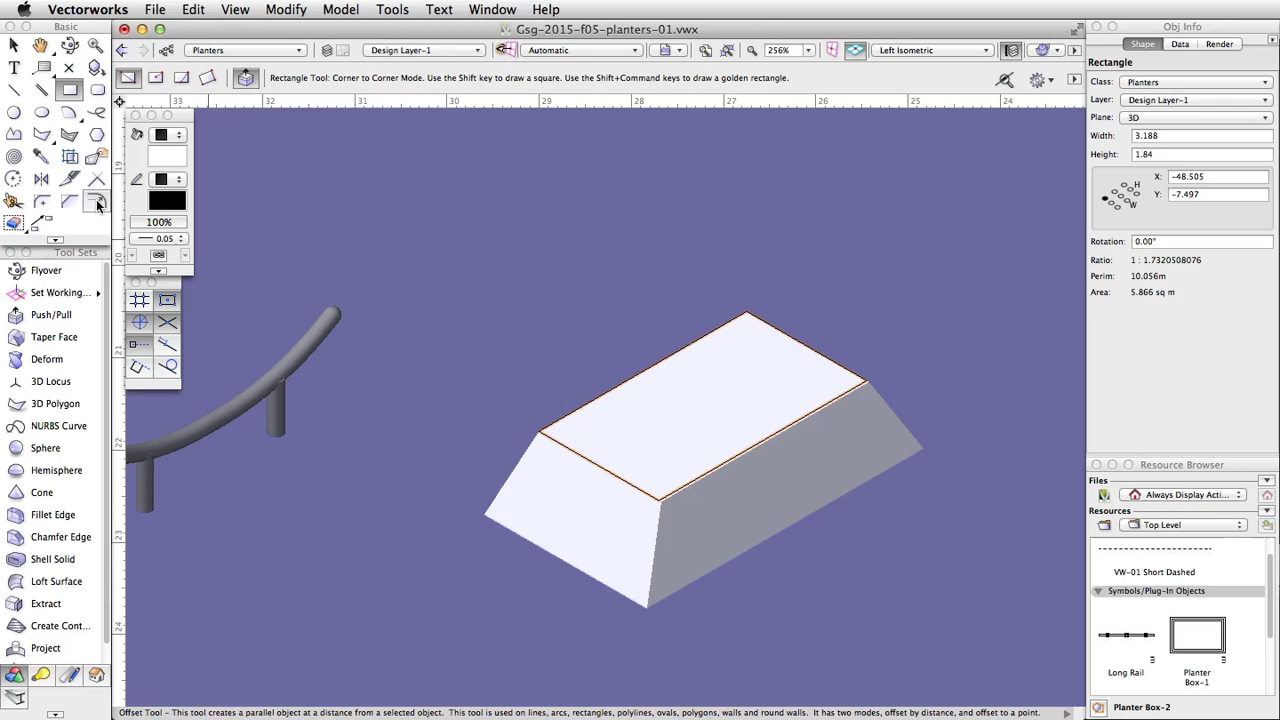 Vectorworks File Edit View Modify Model Tools Text Window Help
Basic
Gsg-2015-f05-planters-01.vwx
Obj Info
Planters
Design Layer-1
Automatic
256%
Left Isometric
Shape Data Render
Rectangle Tool: Corner to Corner Mode. Use the Shift key to draw a square. Use the Shift+Command keys to draw a golden rectangle.
Rectangle
Class: Planters
Layer: Design Layer-1
Plane: 3D
Width: 3.188
Height: 1.84
X: -48.505
Y: -7.497
H
W
Rotation: 0.00°
Ratio: 1 : 1.7320508076
Perim: 10.056m
Area: 5.866 sq m
33 32 31 30 29 28 27 26 25 24
19
20
21
22
23
24
100%
0.05
Tool Sets
Flyover
Set Working...
Push/Pull
Taper Face
Deform
3D Locus
3D Polygon
NURBS Curve
Sphere
Hemisphere
Cone
Fillet Edge
Chamfer Edge
Shell Solid
Loft Surface
Extract
Create Cont...
Project
Resource Browser
Files
Always Display Acti...
Resources
Top Level
VW-01 Short Dashed
Symbols/Plug-In Objects
3 3
Long Rail
Planter
Box-1
Planter Box-2
Offset Tool - This tool creates a parallel object at a distance from a selected object. This tool is used on lines, arcs, rectangles, polylines, ovals, polygons, walls and round walls. It has two modes, offset by distance, and offset to a point.